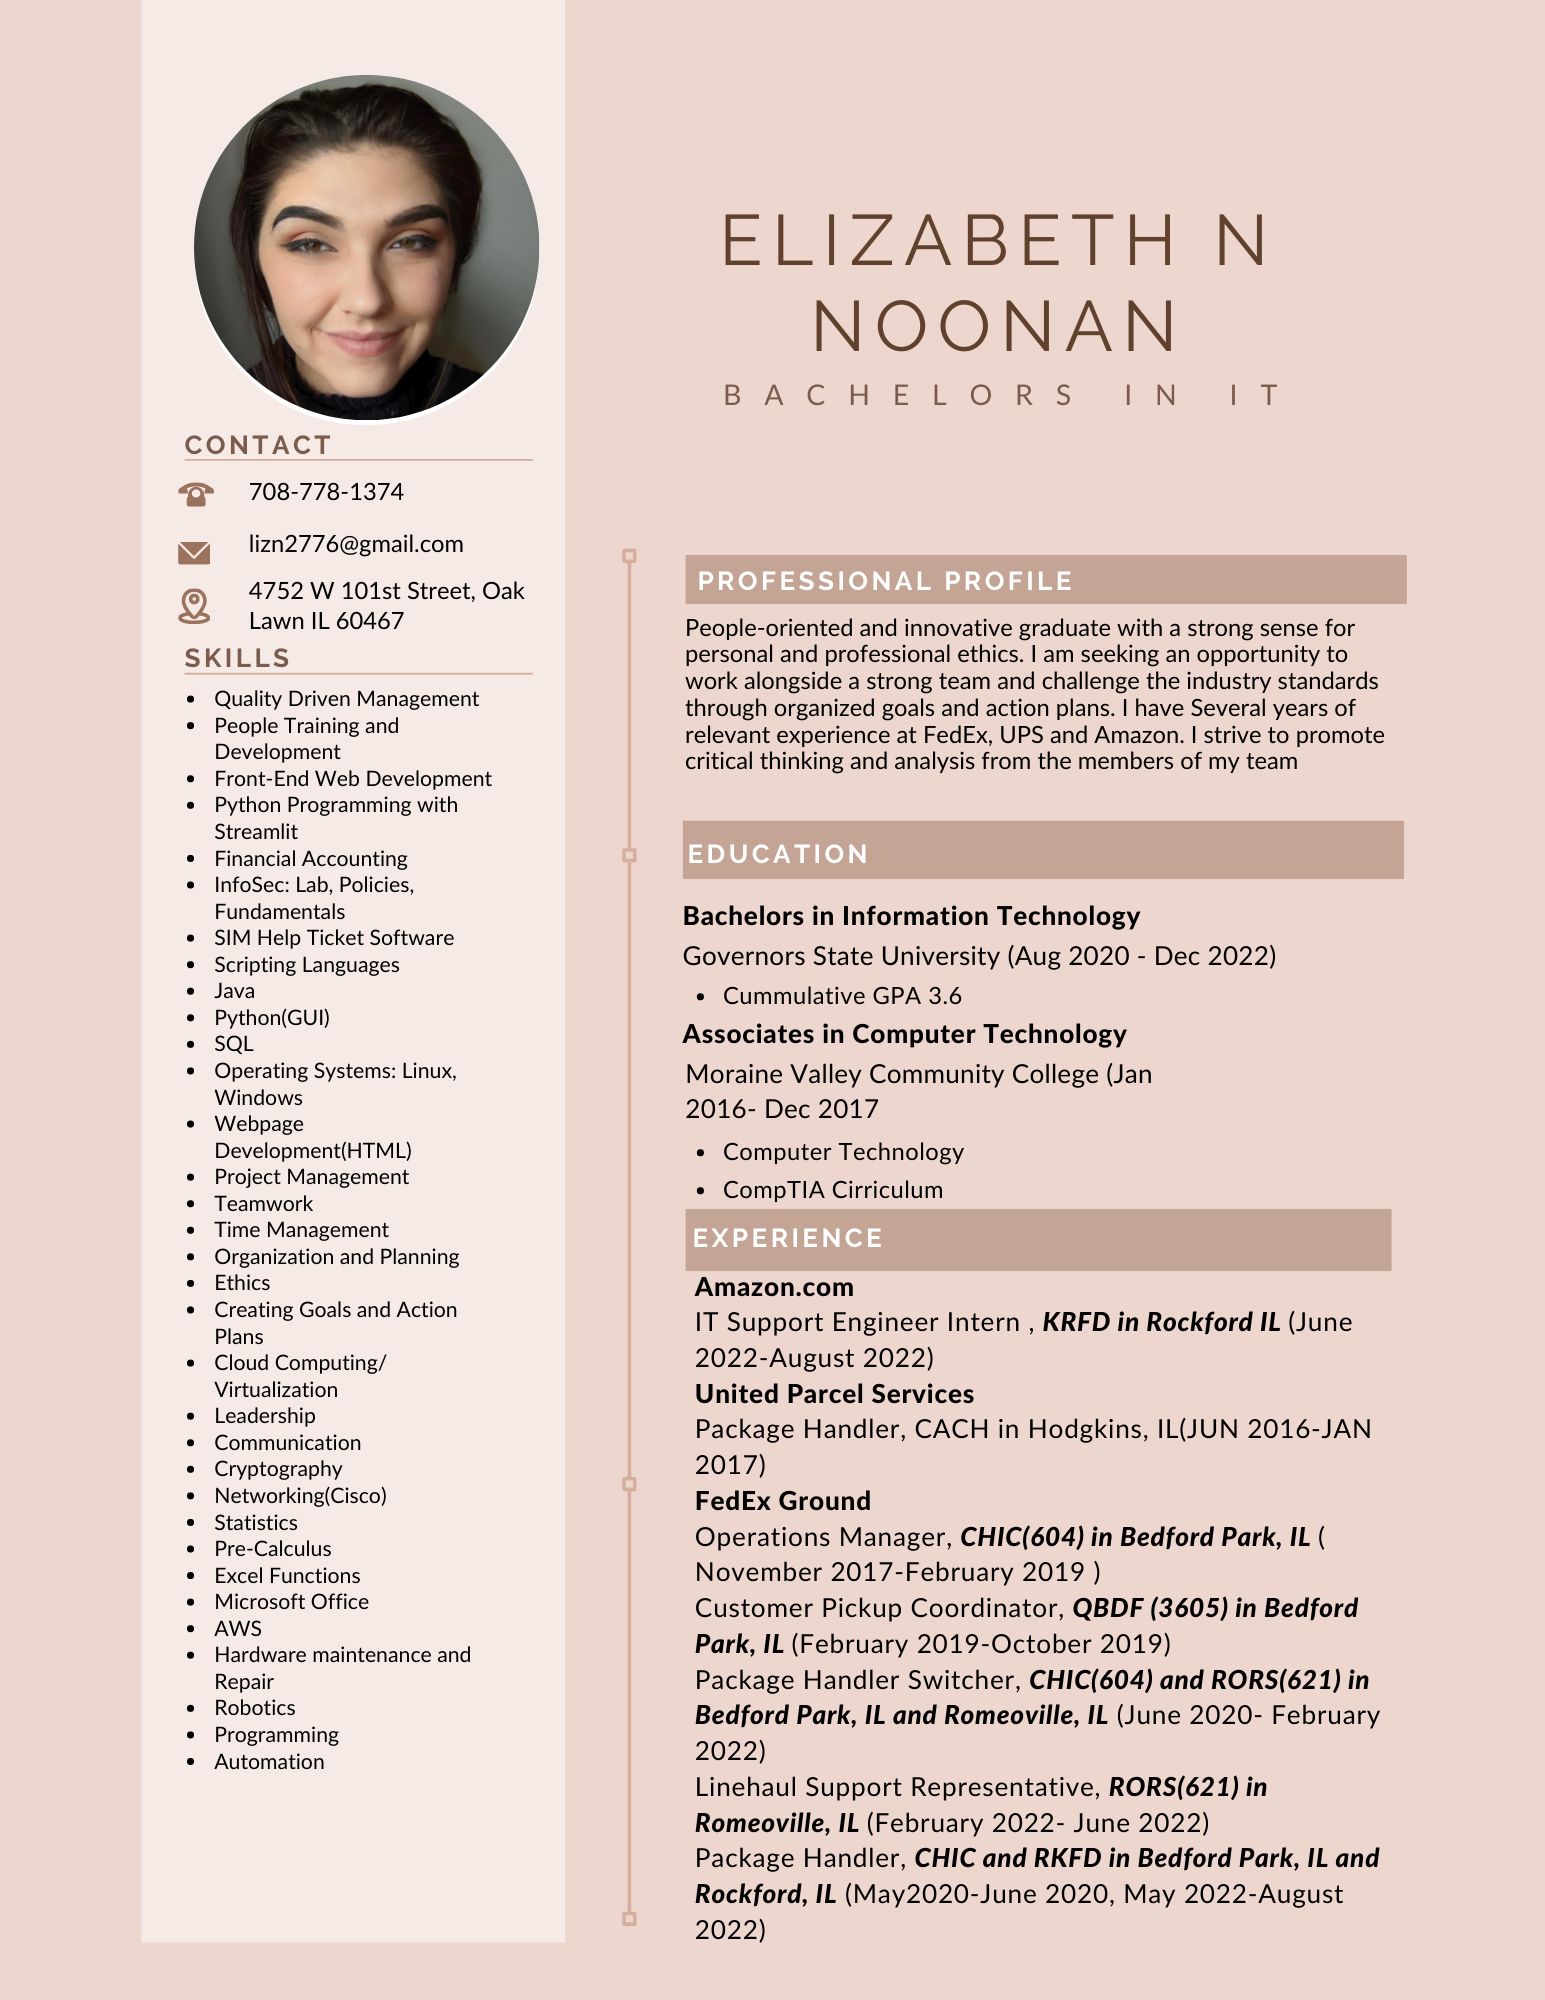 ELIZABETH N
NOONAN
BACHELORS IN IT
CONTACT
708-778-1374
lizn2776@gmail.com
4752 W 101st Street, Oak
Lawn IL 60467
SKILLS
• Quality Driven Management
• People Training and
Development
• Front-End Web Development
• Python Programming with
Streamlit
• Financial Accounting
• InfoSec: Lab, Policies,
Fundamentals
• SIM Help Ticket Software
• Scripting Languages
• Java
• Python(GUI)
• SQL
• Operating Systems: Linux,
Windows
• Webpage
Development(HTML)
• Project Management
• Teamwork
• Time Management
• Organization and Planning
• Ethics
• Creating Goals and Action
Plans
• Cloud Computing/
Virtualization
• Leadership
• Communication
• Cryptography
• Networking(Cisco)
• Statistics
• Pre-Calculus
• Excel Functions
• Microsoft Office
• AWS
• Hardware maintenance and
Repair
• Robotics
• Programming
• Automation
PROFESSIONAL PROFILE
People-oriented and innovative graduate with a strong sense for
personal and professional ethics. I am seeking an opportunity to
work alongside a strong team and challenge the industry standards
through organized goals and action plans. I have Several years of
relevant experience at FedEx, UPS and Amazon. I strive to promote
critical thinking and analysis from the members of my team
EDUCATION
Bachelors in Information Technology
Governors State University (Aug 2020 - Dec 2022)
• Cummulative GPA 3.6
Associates in Computer Technology
Moraine Valley Community College (Jan
2016- Dec 2017
• Computer Technology
• CompTIA Cirriculum
EXPERIENCE
Amazon.com
IT Support Engineer Intern , KRFD in Rockford IL (June
2022-August 2022)
United Parcel Services
Package Handler, CACH in Hodgkins, IL(JUN 2016-JAN
2017)
FedEx Ground
Operations Manager, CHIC(604) in Bedford Park, IL (
November 2017-February 2019 )
Customer Pickup Coordinator, QBDF (3605) in Bedford
Park, IL (February 2019-October 2019)
Package Handler Switcher, CHIC(604) and RORS(621) in
Bedford Park, IL and Romeoville, IL (June 2020- February
2022)
Linehaul Support Representative, RORS(621) in
Romeoville, IL (February 2022- June 2022)
Package Handler, CHIC and RKFD in Bedford Park, IL and
Rockford, IL (May2020-June 2020, May 2022-August
2022)